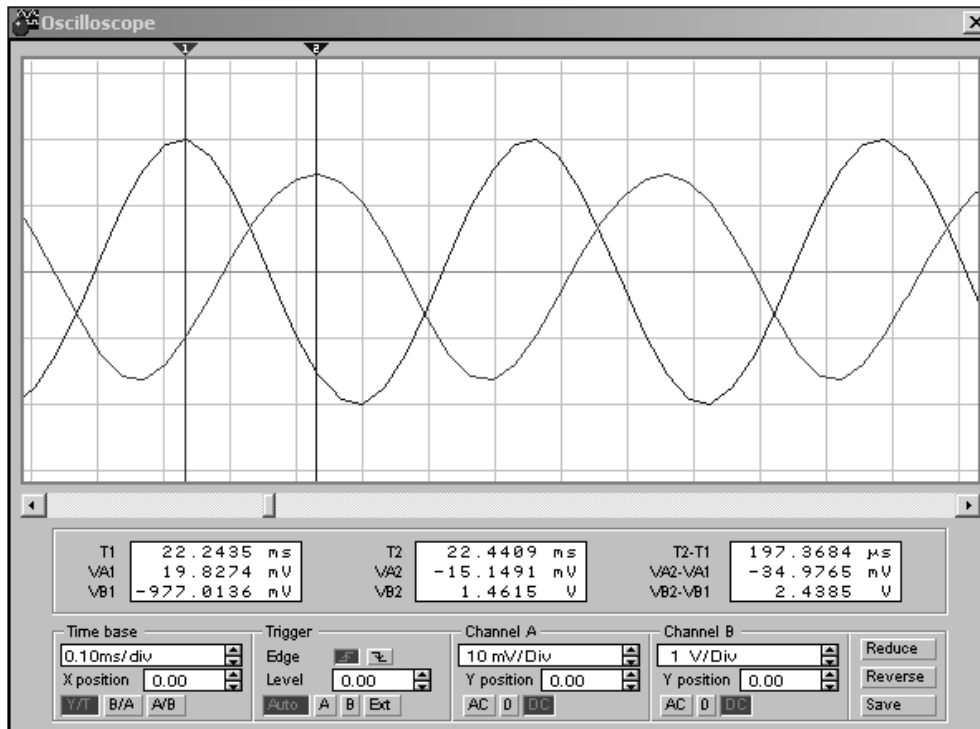 Oscilloscope
1 2
T1 22.2435 ms T2 22.4409 ms T2-T1 197.3684 µs
VA1 19.8274 mV VA2 -15.1491 mV VA2-VA1 -34.9765 mV
VB1 -977.0136 mV VB2 1.4615 V VB2-VB1 2.4385 V
Time base Trigger Channel A Channel B
0.10ms/div Edge 10 mV/Div 1 V/Div Reduce
X position 0.00 Level 0.00 Y position 0.00 Y position 0.00 Reverse
Y/T B/A A/B Auto A B Ext AC 0 DC AC 0 DC Save